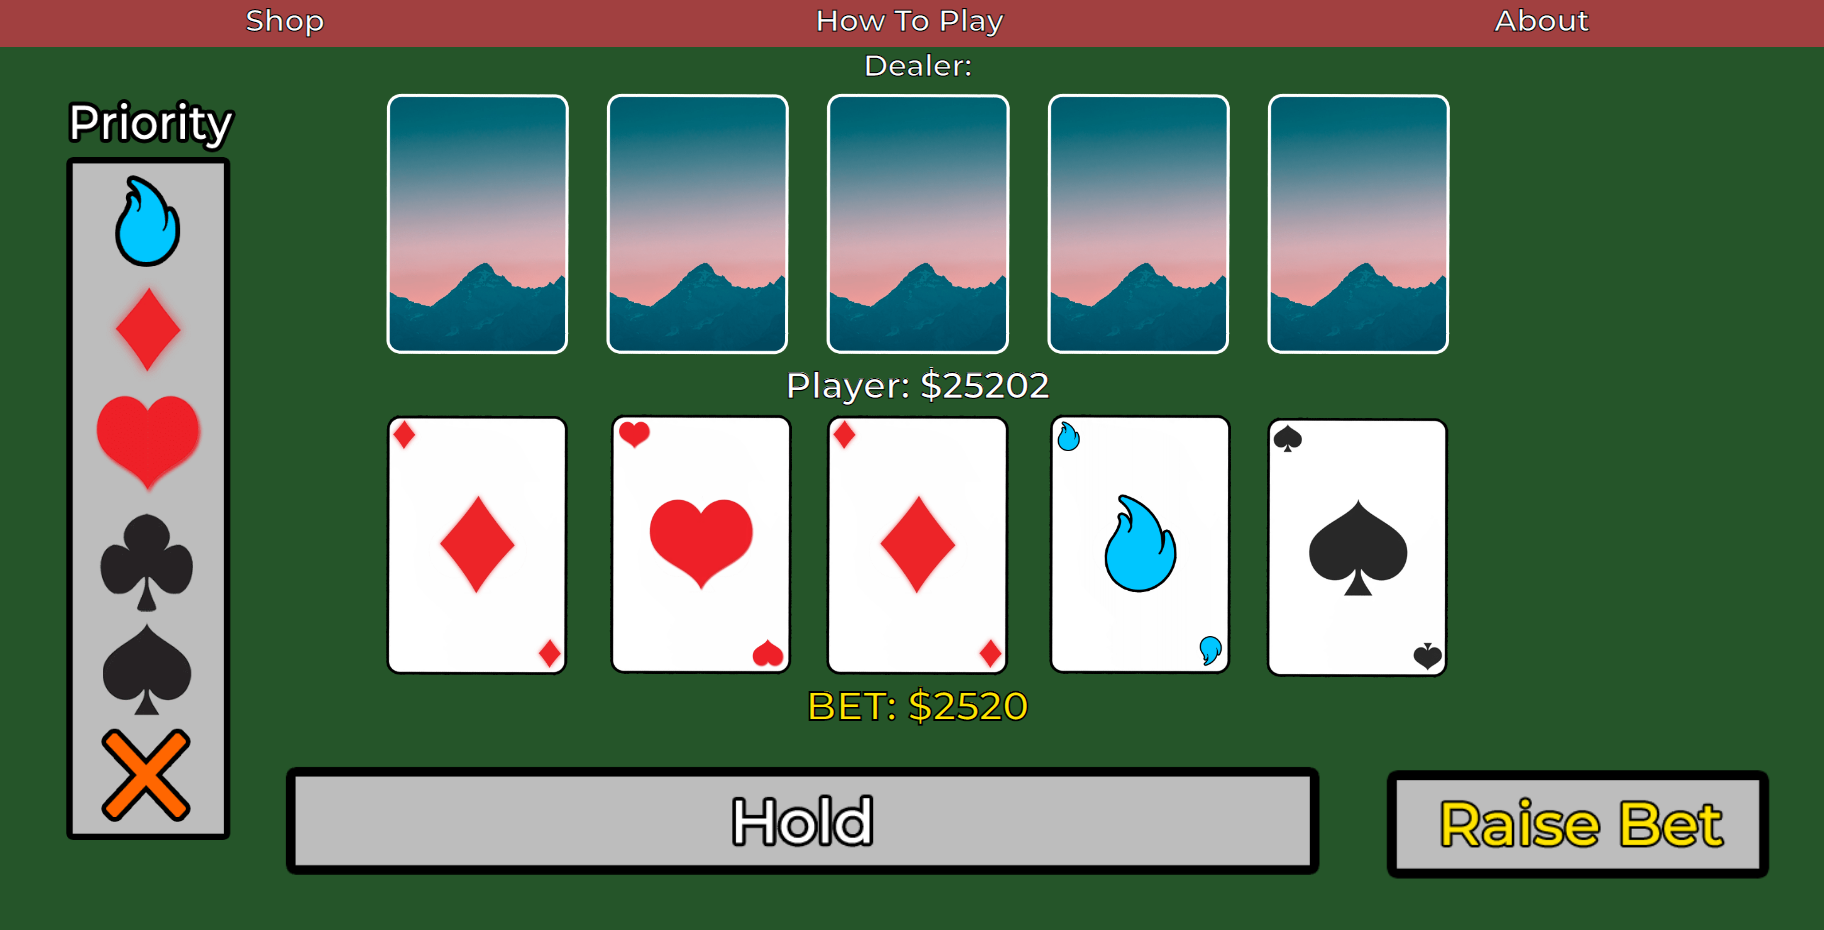 Shop How To Play About
Dealer:
Priority
Player: $25202
BET: $2520
Hold
Raise Bet